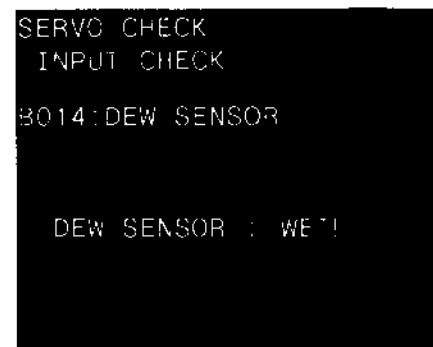 SERVO CHECK
INPUT CHECK
B014:DEW SENSOR
DEW SENSOR : WET!